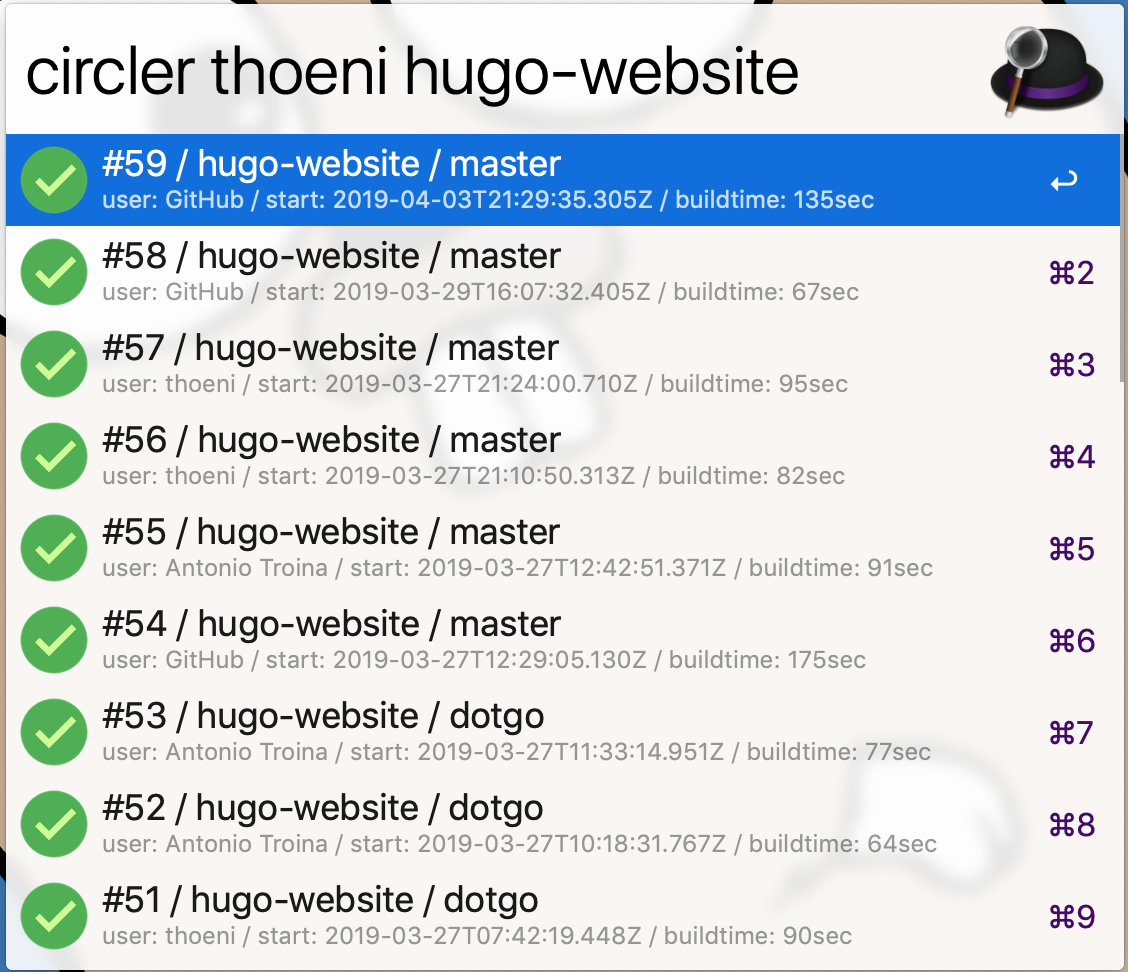 circler thoeni hugo-website
#59 / hugo-website / master
user: GitHub / start: 2019-04-03T21:29:35.305Z / buildtime: 135sec
↩
#58 / hugo-website / master
user: GitHub / start: 2019-03-29T16:07:32.405Z / buildtime: 67sec
⌘2
#57 / hugo-website / master
user: thoeni / start: 2019-03-27T21:24:00.710Z / buildtime: 95sec
⌘3
#56 / hugo-website / master
user: thoeni / start: 2019-03-27T21:10:50.313Z / buildtime: 82sec
⌘4
#55 / hugo-website / master
user: Antonio Troina / start: 2019-03-27T12:42:51.371Z / buildtime: 91sec
⌘5
#54 / hugo-website / master
user: GitHub / start: 2019-03-27T12:29:05.130Z / buildtime: 175sec
⌘6
#53 / hugo-website / dotgo
user: Antonio Troina / start: 2019-03-27T11:33:14.951Z / buildtime: 77sec
⌘7
#52 / hugo-website / dotgo
user: Antonio Troina / start: 2019-03-27T10:18:31.767Z / buildtime: 64sec
⌘8
#51 / hugo-website / dotgo
user: thoeni / start: 2019-03-27T07:42:19.448Z / buildtime: 90sec
⌘9